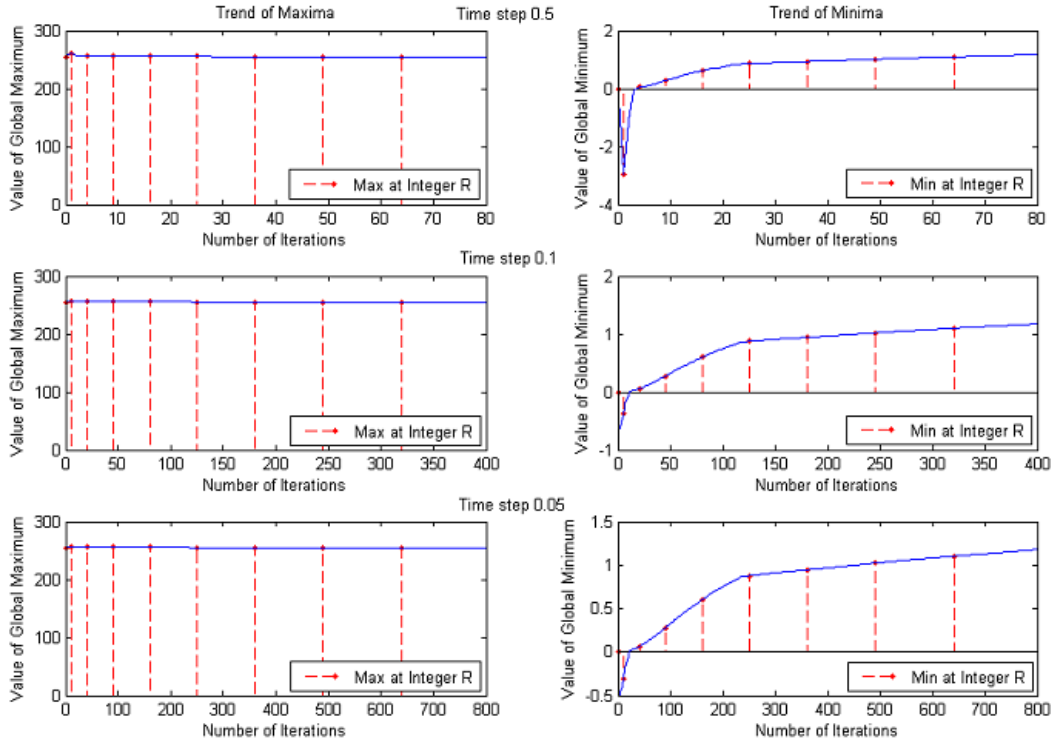 Trend of Maxima
Time step 0.5
Trend of Minima
Value of Global Maximum
300
200
100
0
0 10 20 30 40 50 60 70 80
Number of Iterations
Max at Integer R
Value of Global Minimum
2
0
-2
-4
0 10 20 30 40 50 60 70 80
Number of Iterations
Min at Integer R
Time step 0.1
Value of Global Maximum
300
200
100
0
0 50 100 150 200 250 300 350 400
Number of Iterations
Max at Integer R
Value of Global Minimum
2
1
0
-1
0 50 100 150 200 250 300 350 400
Number of Iterations
Min at Integer R
Time step 0.05
Value of Global Maximum
300
200
100
0
0 100 200 300 400 500 600 700 800
Number of Iterations
Max at Integer R
Value of Global Minimum
1.5
1
0.5
0
-0.5
0 100 200 300 400 500 600 700 800
Number of Iterations
Min at Integer R